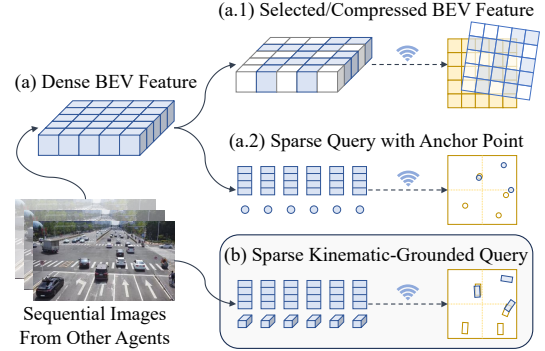 (a.1) Selected/Compressed BEV Feature
(a) Dense BEV Feature
(a.2) Sparse Query with Anchor Point
(b) Sparse Kinematic-Grounded Query
Sequential Images
From Other Agents